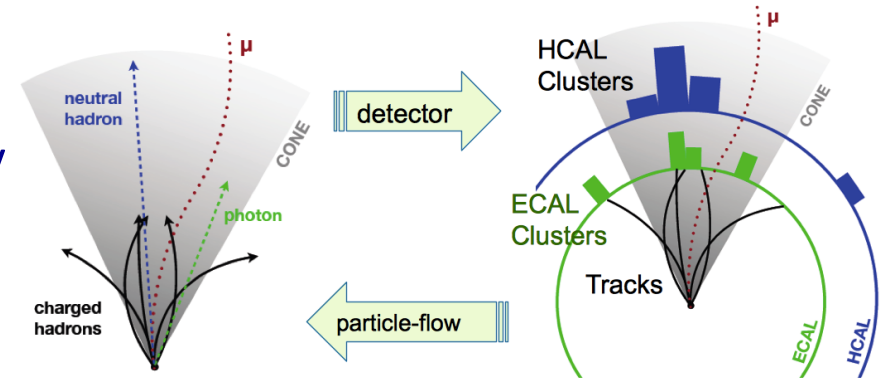 μ
neutral
hadron
CONE
photon
charged
hadrons
detector
particle-flow
μ
HCAL
Clusters
CONE
ECAL
Clusters
Tracks
ECAL
HCAL